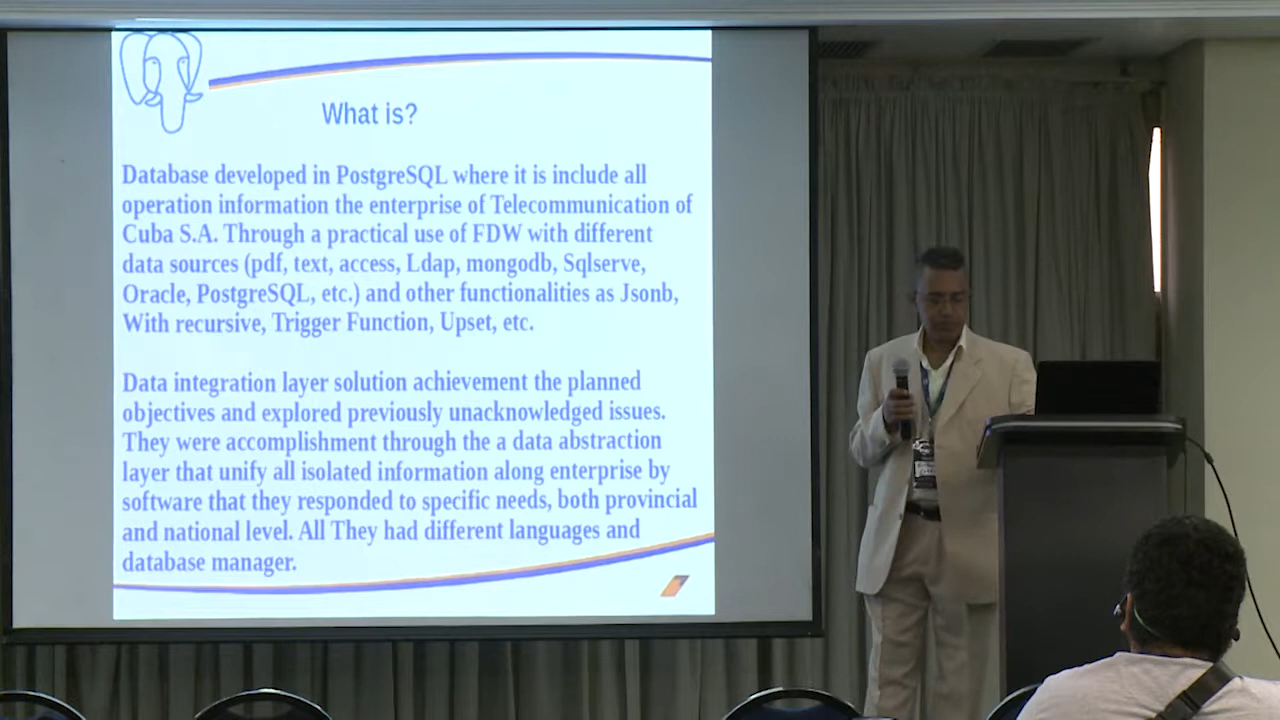 What is?
Database developed in PostgreSQL where it is include all
operation information the enterprise of Telecommunication of
Cuba S.A. Through a practical use of FDW with different
data sources (pdf, text, access, Ldap, mongodb, Sqlserve,
Oracle, PostgreSQL, etc.) and other functionalities as Jsonb,
With recursive, Trigger Function, Upset, etc.
Data integration layer solution achievement the planned
objectives and explored previously unacknowledged issues.
They were accomplishment through the a data abstraction
layer that unify all isolated information along enterprise by
software that they responded to specific needs, both provincial
and national level. All They had different languages and
database manager.